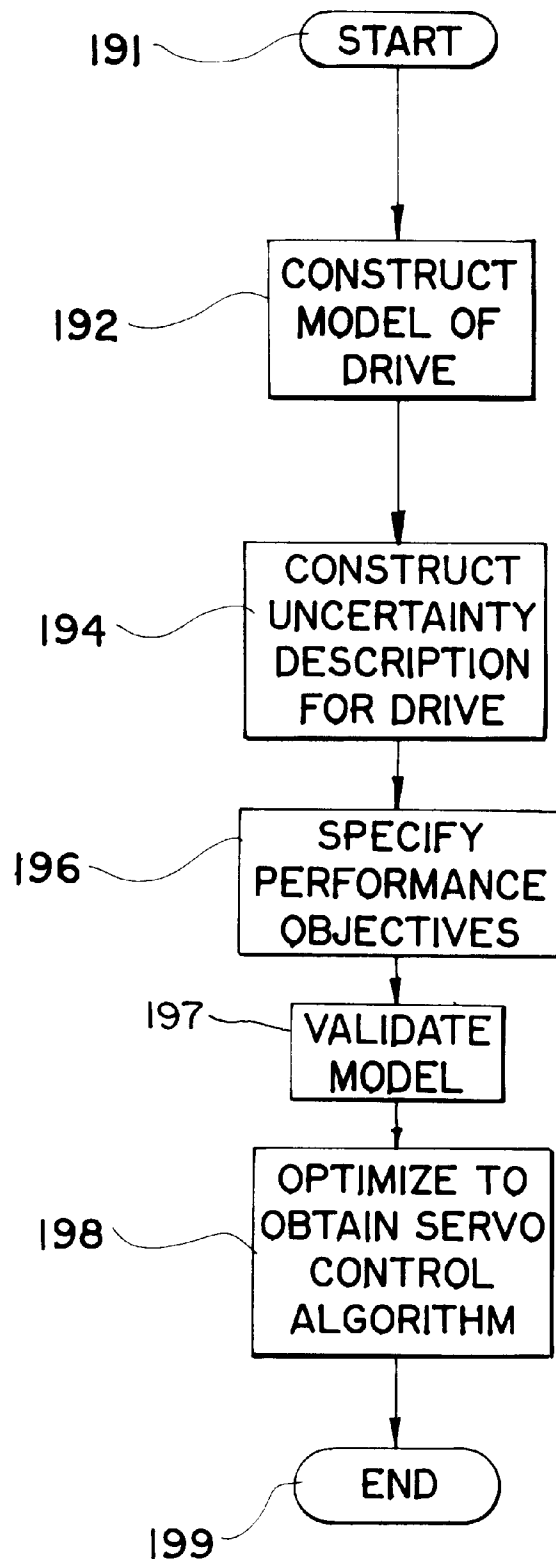 191
START
192
CONSTRUCT
MODEL OF
DRIVE
194
CONSTRUCT
UNCERTAINTY
DESCRIPTION
FOR DRIVE
196
SPECIFY
PERFORMANCE
OBJECTIVES
197
VALIDATE
MODEL
198
OPTIMIZE TO
OBTAIN SERVO
CONTROL
ALGORITHM
END
199